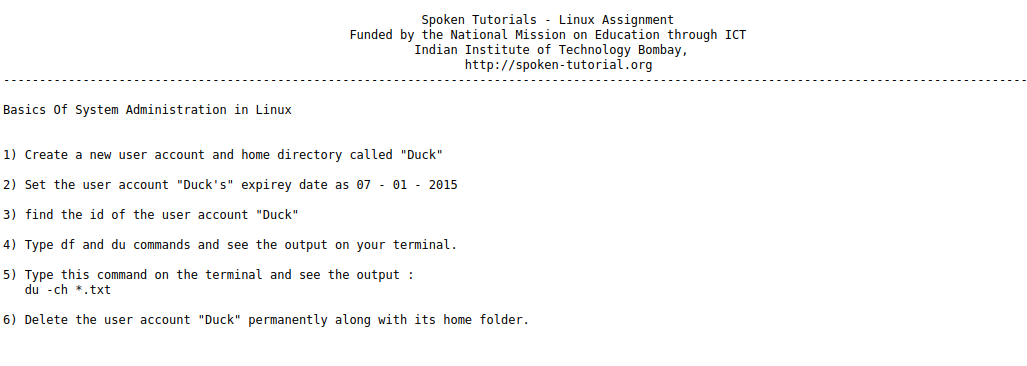 Spoken Tutorials - Linux Assignment
Funded by the National Mission on Education through ICT
Indian Institute of Technology Bombay,
http://spoken-tutorial.org
----------------------------------------------------------------------------------------------------------------------------------------------
Basics Of System Administration in Linux
1) Create a new user account and home directory called "Duck"
2) Set the user account "Duck's" expirey date as 07 - 01 - 2015
3) find the id of the user account "Duck"
4) Type df and du commands and see the output on your terminal.
5) Type this command on the terminal and see the output :
du -ch *.txt
6) Delete the user account "Duck" permanently along with its home folder.